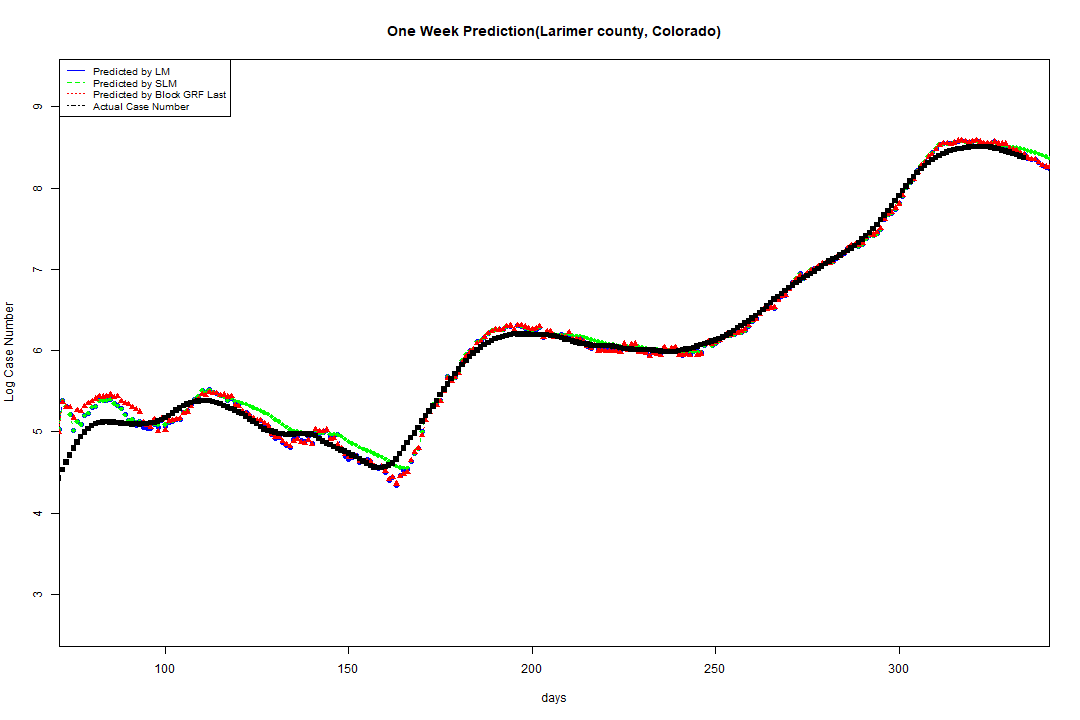 One Week Prediction(Larimer county, Colorado)
Predicted by LM
Predicted by SLM
Predicted by Block GRF Last
Actual Case Number
9
8
7
6
5
4
3
Log Case Number
100 150 200 250 300
days